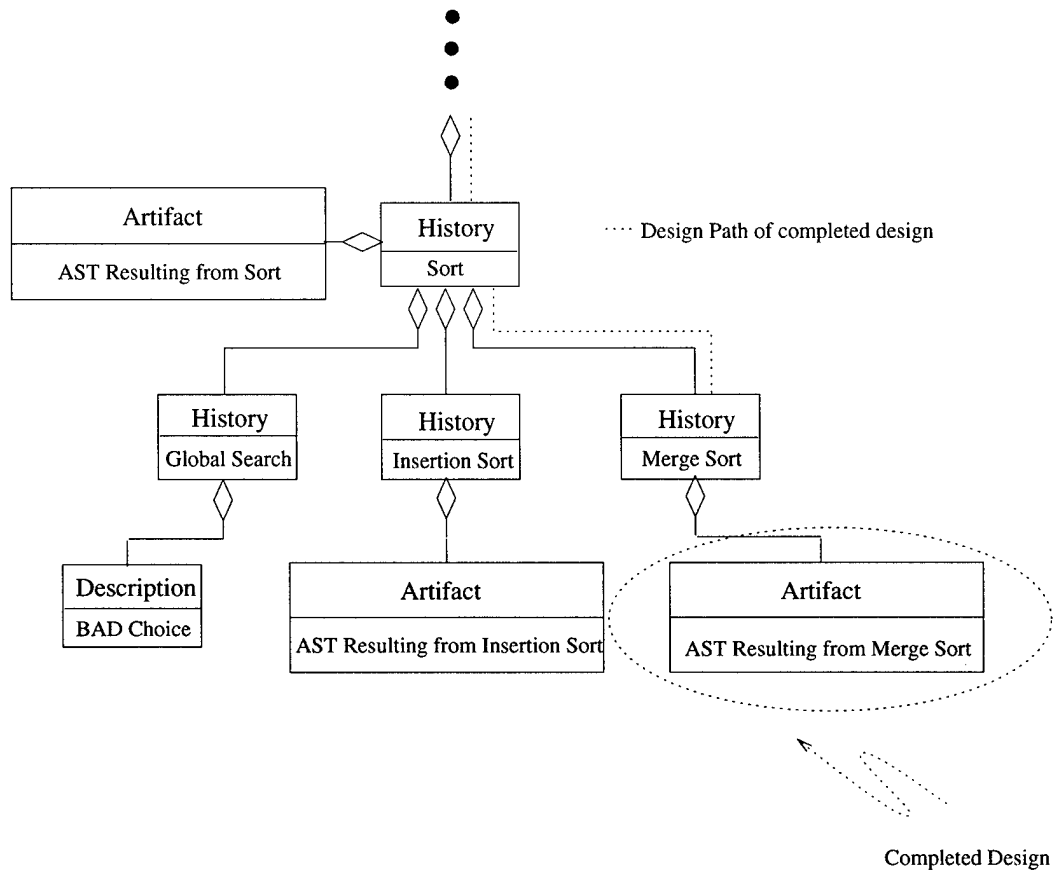 Artifact
AST Resulting from Sort
History
Sort
Design Path of completed design
History
Global Search
History
Insertion Sort
History
Merge Sort
Description
BAD Choice
Artifact
AST Resulting from Insertion Sort
Artifact
AST Resulting from Merge Sort
Completed Design